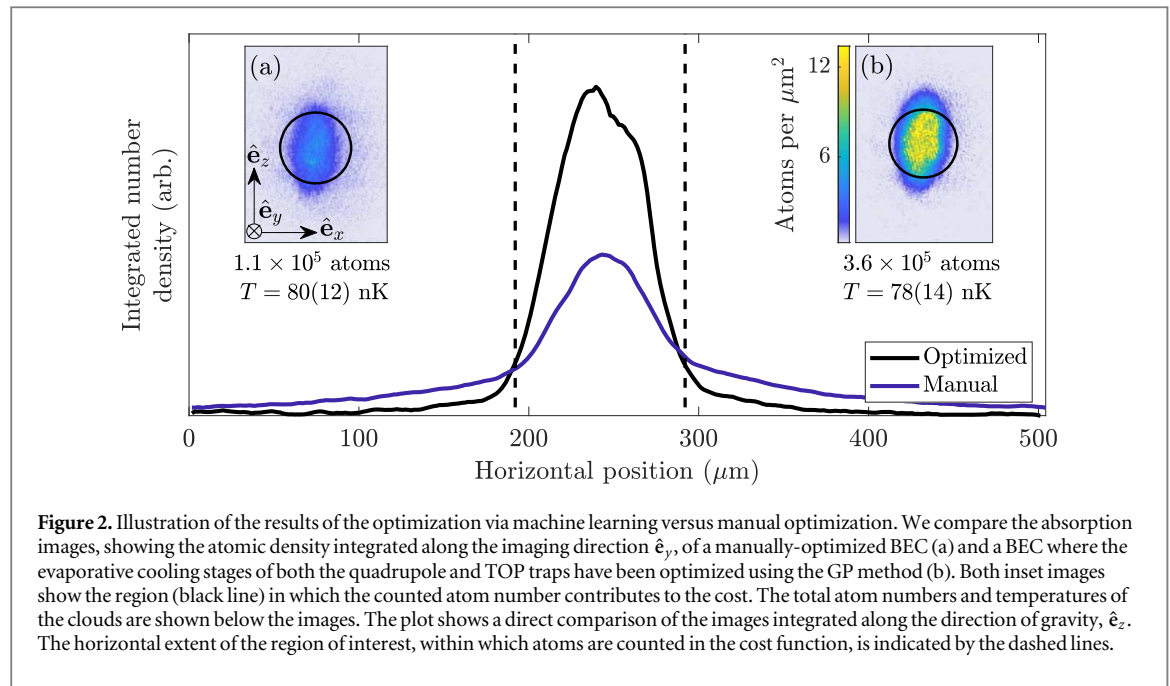 (a)
ê_z
ê_y
ê_x
1.1 × 10⁵ atoms
T = 80(12) nK
Atoms per μm²
12
6
(b)
3.6 × 10⁵ atoms
T = 78(14) nK
Integrated number
density (arb.)
Optimized
Manual
0 100 200 300 400 500
Horizontal position (μm)
Figure 2. Illustration of the results of the optimization via machine learning versus manual optimization. We compare the absorption
images, showing the atomic density integrated along the imaging direction ê_y, of a manually-optimized BEC (a) and a BEC where the
evaporative cooling stages of both the quadrupole and TOP traps have been optimized using the GP method (b). Both inset images
show the region (black line) in which the counted atom number contributes to the cost. The total atom numbers and temperatures of
the clouds are shown below the images. The plot shows a direct comparison of the images integrated along the direction of gravity, ê_z.
The horizontal extent of the region of interest, within which atoms are counted in the cost function, is indicated by the dashed lines.